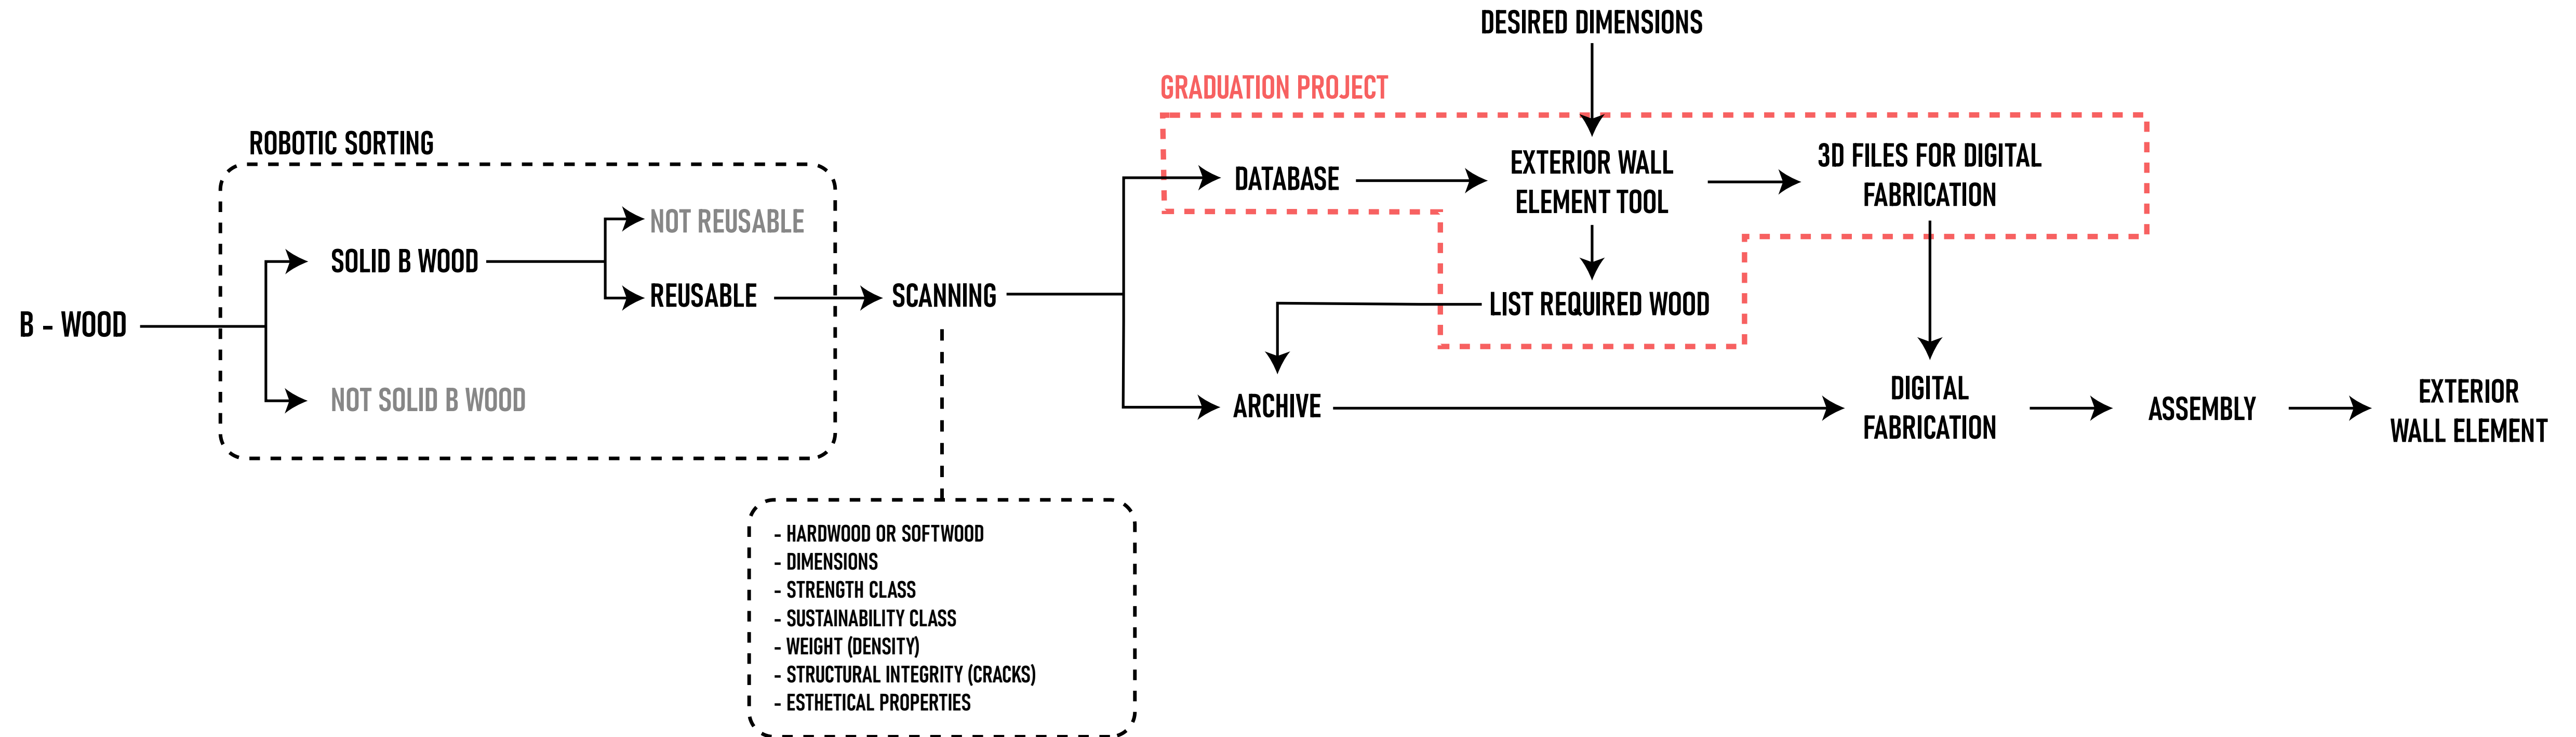 DESIRED DIMENSIONS
GRADUATION PROJECT
ROBOTIC SORTING
EXTERIOR WALL
ELEMENT TOOL
3D FILES FOR DIGITAL
FABRICATION
DATABASE
NOT REUSABLE
SOLID B WOOD
REUSABLE
SCANNING
LIST REQUIRED WOOD
B - WOOD
NOT SOLID B WOOD
ARCHIVE
DIGITAL
FABRICATION
ASSEMBLY
EXTERIOR
WALL ELEMENT
- HARDWOOD OR SOFTWOOD
- DIMENSIONS
- STRENGTH CLASS
- SUSTAINABILITY CLASS
- WEIGHT (DENSITY)
- STRUCTURAL INTEGRITY (CRACKS)
- ESTHETICAL PROPERTIES